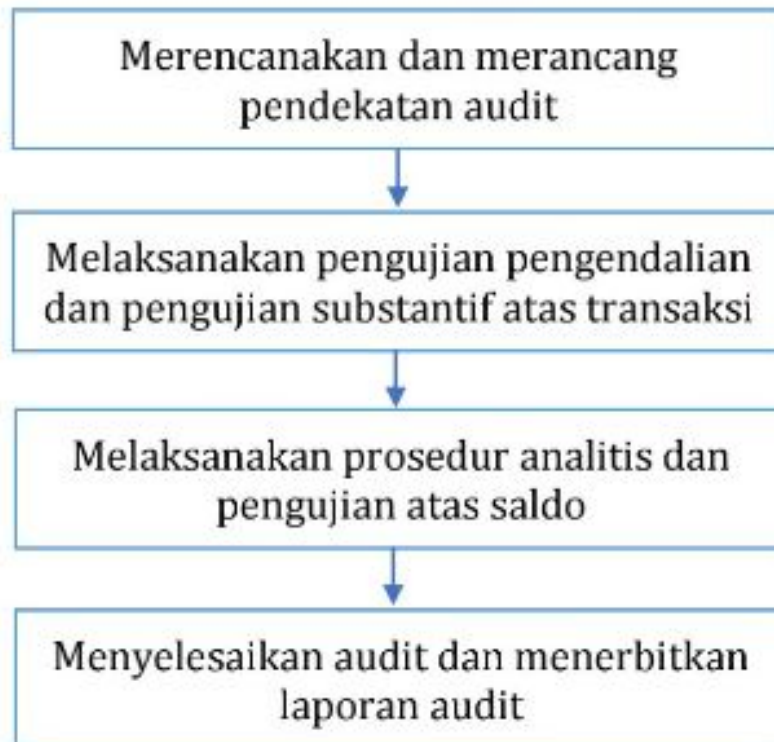 Merencanakan dan merancang
pendekatan audit
Melaksanakan pengujian pengendalian
dan pengujian substantif atas transaksi
Melaksanakan prosedur analitis dan
pengujian atas saldo
Menyelesaikan audit dan menerbitkan
laporan audit